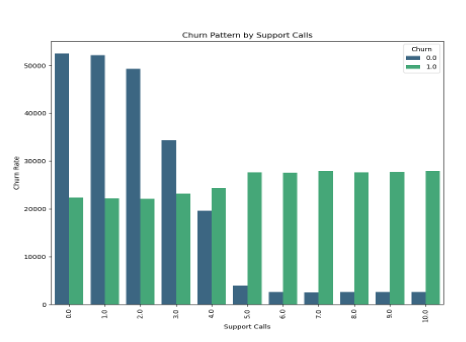 Churn Pattern by Support Calls
Churn
0.0
1.0
Churn Rate
50000
40000
30000
20000
10000
0
0.0 1.0 2.0 3.0 4.0 5.0 6.0 7.0 8.0 9.0 10.0
Support Calls